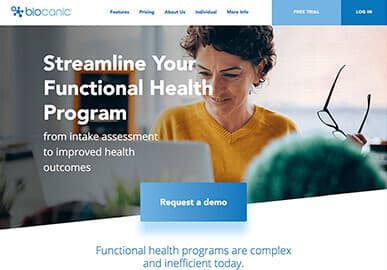 biocanic
Features Pricing About Us Individual More Info FREE TRIAL LOG IN
Streamline Your
Functional Health
Program
from intake assessment
to improved health
outcomes
Request a demo
Functional health programs are complex
and inefficient today.